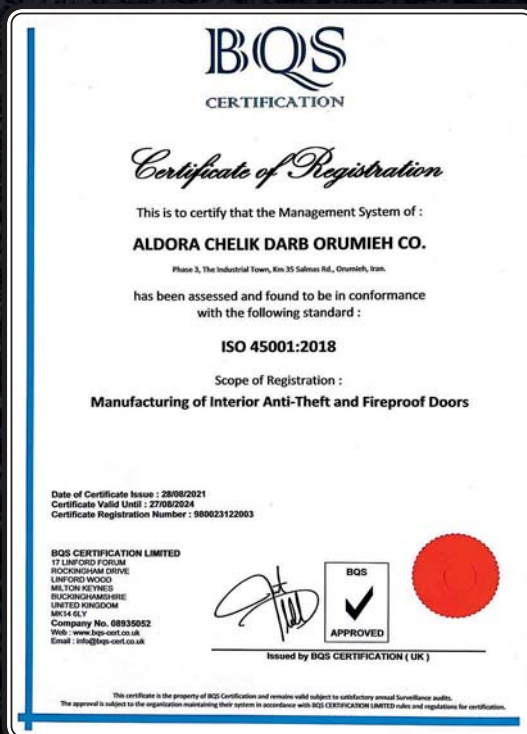 BQS
CERTIFICATION
Certificate of Registration
This is to certify that the Management System of :
ALDORA CHELIK DARB ORUMIEH CO.
Phase 3, The Industrial Town, Km 35 Salmas Rd., Orumieh, Iran.
has been assessed and found to be in conformance
with the following standard :
ISO 45001:2018
Scope of Registration :
Manufacturing of Interior Anti-Theft and Fireproof Doors
Date of Certificate Issue : 28/08/2021
Certificate Valid Until : 27/08/2024
Certificate Registration Number : 980023122003
BQS CERTIFICATION LIMITED
17 LINFORD FORUM
ROCKINGHAM DRIVE
LINFORD WOOD
MILTON KEYNES
BUCKINGHAMSHIRE
UNITED KINGDOM
MK14 6LY
Company No. 08935052
Web : www.bqs-cert.co.uk
Email : info@bqs-cert.co.uk
BQS
APPROVED
Issued by BQS CERTIFICATION ( UK )
This certificate is the property of BQS Certification and remains valid subject to satisfactory annual Surveillance audits.
The approval is subject to the organization maintaining their system in accordance with BQS CERTIFICATION LIMITED rules and regulations for certification.